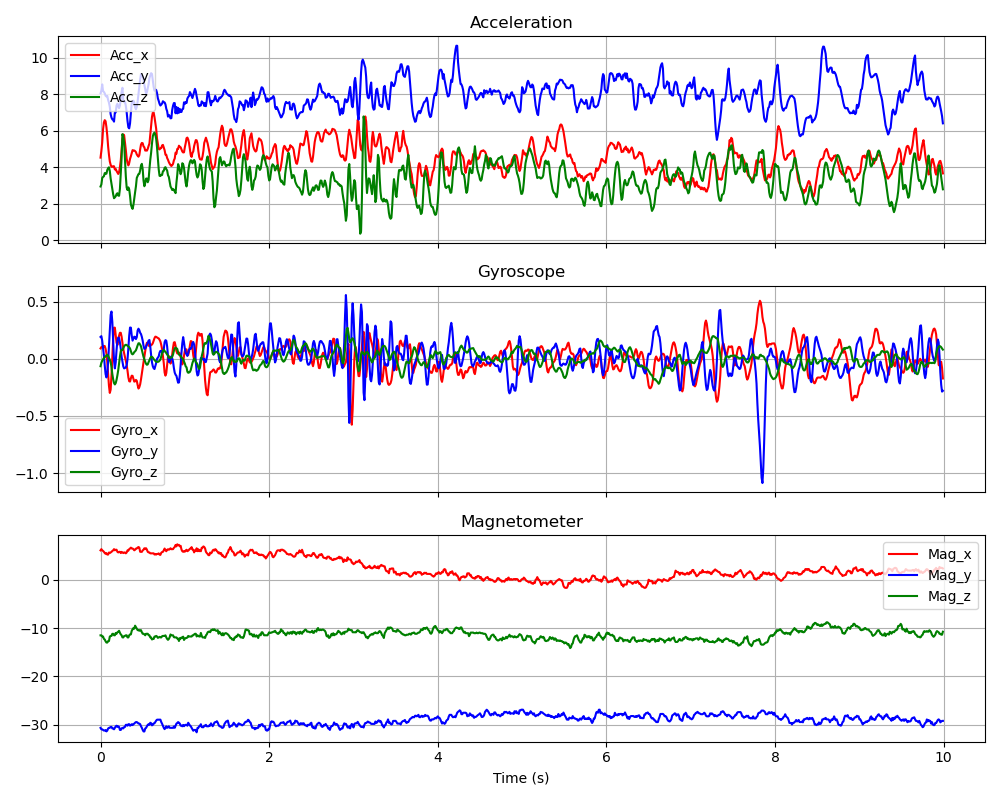 Acceleration
Acc_x
Acc_y
Acc_z
10
8
6
4
2
0
Gyroscope
0.5
0.0
−0.5
−1.0
Gyro_x
Gyro_y
Gyro_z
Magnetometer
Mag_x
Mag_y
Mag_z
0
−10
−20
−30
0 2 4 6 8 10
Time (s)